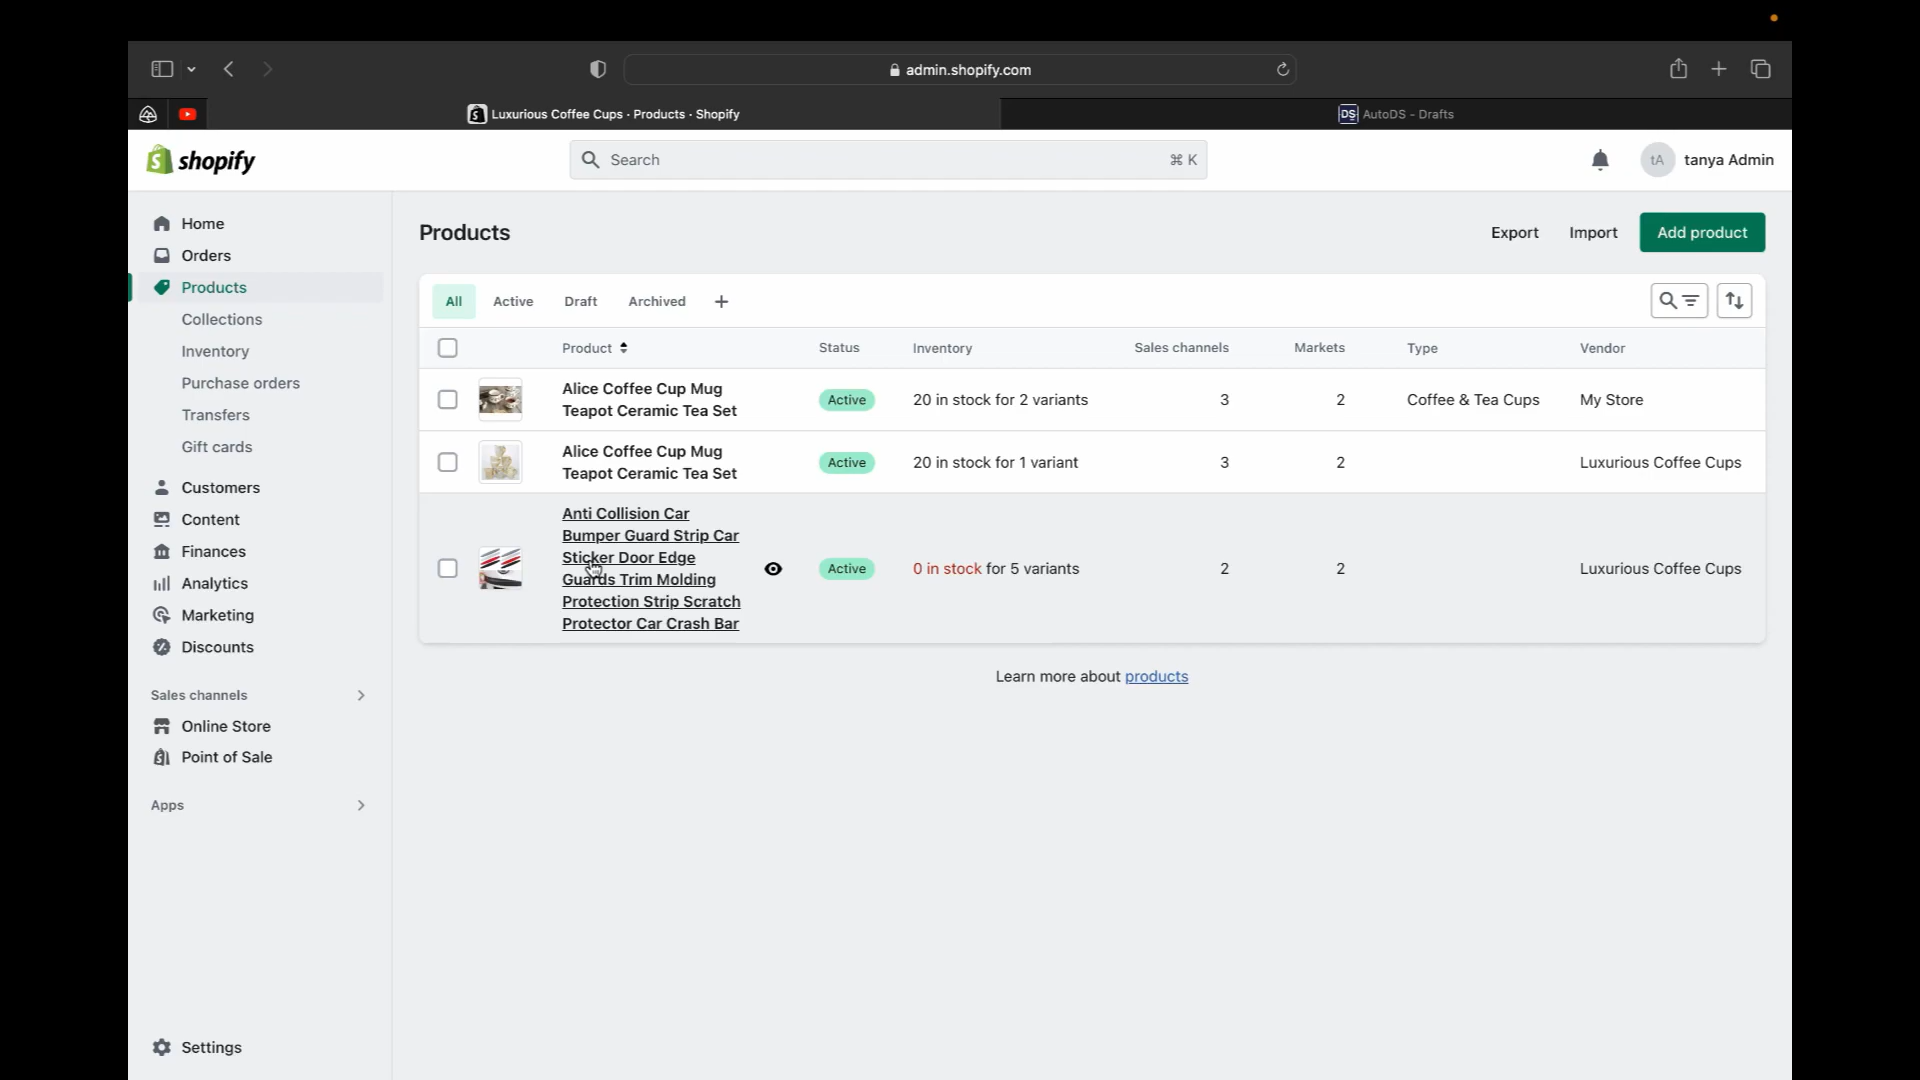 admin.shopify.com
Luxurious Coffee Cups · Products · Shopify
DS AutoDS - Drafts
shopify
Search
⌘ K
tA
tanya Admin
Home
Orders
Products
Collections
Inventory
Purchase orders
Transfers
Gift cards
Customers
Content
Finances
Analytics
Marketing
Discounts
Sales channels
Online Store
Point of Sale
Apps
Settings
Products
Export
Import
Add product
All
Active
Draft
Archived
Product
Status
Inventory
Sales channels
Markets
Type
Vendor
Alice Coffee Cup Mug
Teapot Ceramic Tea Set
Active
20 in stock for 2 variants
3
2
Coffee & Tea Cups
My Store
Alice Coffee Cup Mug
Teapot Ceramic Tea Set
Active
20 in stock for 1 variant
3
2
Luxurious Coffee Cups
Anti Collision Car
Bumper Guard Strip Car
Sticker Door Edge
Guards Trim Molding
Protection Strip Scratch
Protector Car Crash Bar
Active
0 in stock for 5 variants
2
2
Luxurious Coffee Cups
Learn more about products